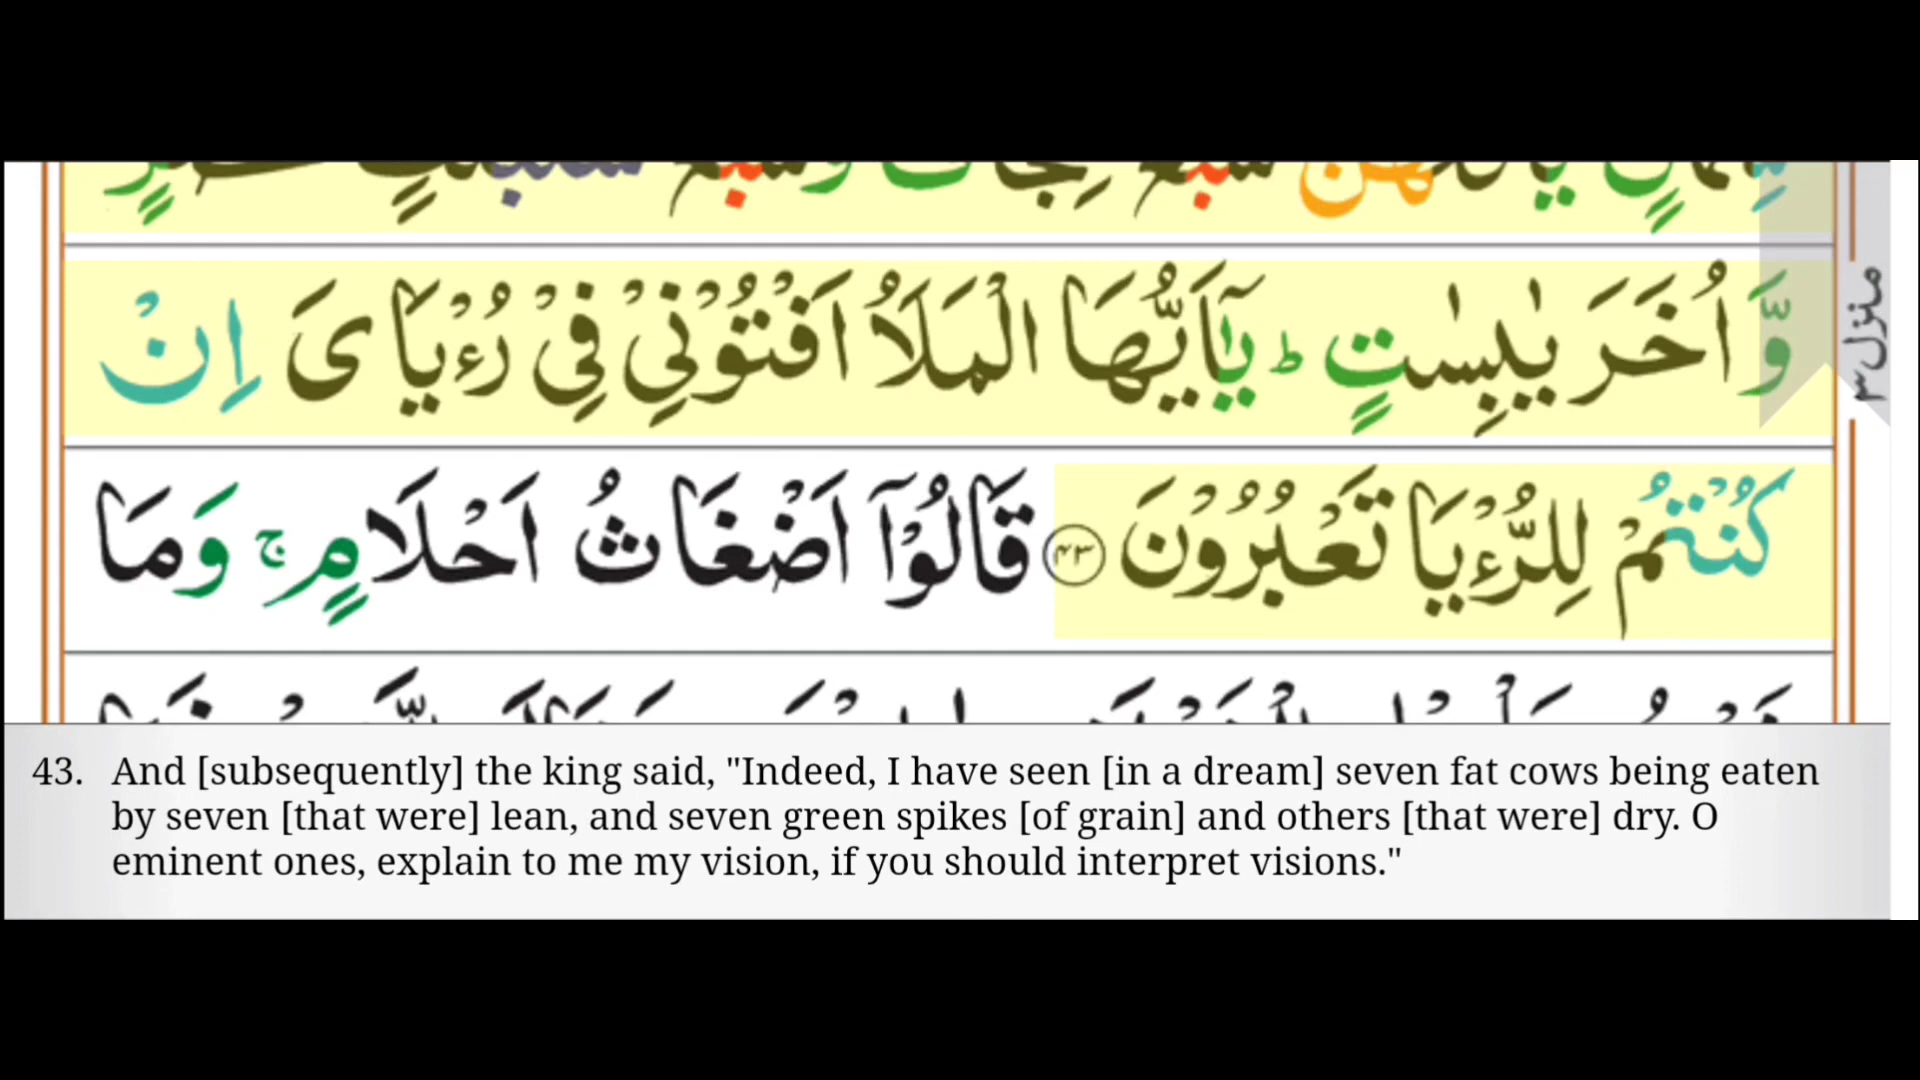 وَّ اُخَرَ يٰبِسٰتٍ ؕ يٰۤاَيُّهَا الْمَلَاُ اَفْتُوْنِيْ فِيْ رُءْيَايَ اِنْ
كُنْتُمْ لِلرُّءْيَا تَعْبُرُوْنَ ﴿۴۳﴾ قَالُوْۤا اَضْغَاثُ اَحْلَامٍ ۚ وَمَا
منزل ۳
43. And [subsequently] the king said, "Indeed, I have seen [in a dream] seven fat cows being eaten
by seven [that were] lean, and seven green spikes [of grain] and others [that were] dry. O
eminent ones, explain to me my vision, if you should interpret visions."